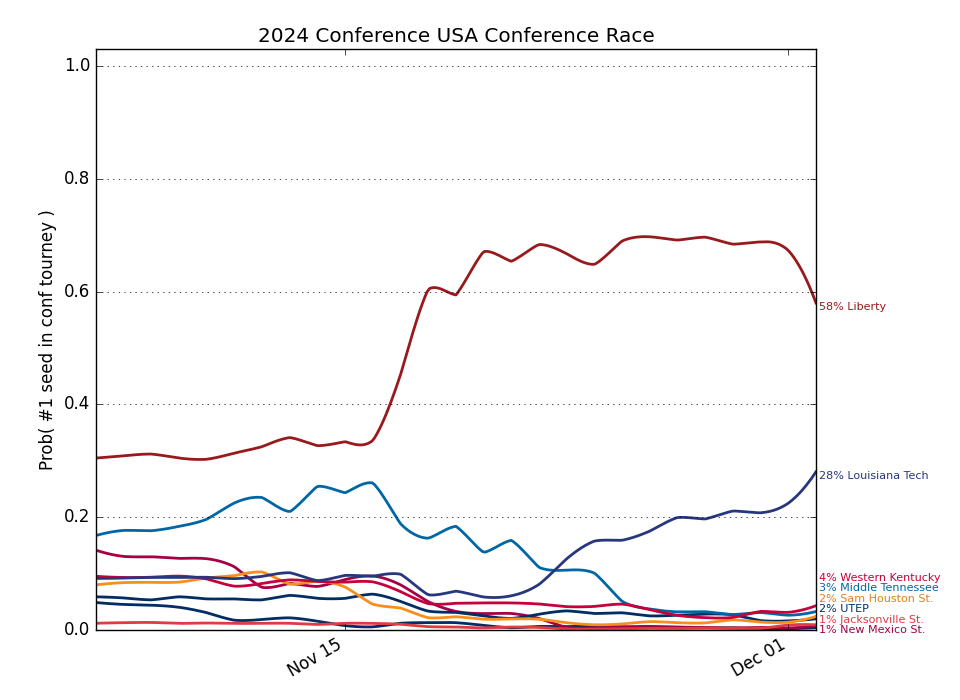 2024 Conference USA Conference Race
Prob( #1 seed in conf tourney )
1.0
0.8
0.6
0.4
0.2
0.0
Nov 15
Dec 01
58% Liberty
28% Louisiana Tech
4% Western Kentucky
3% Middle Tennessee
2% Sam Houston St.
2% UTEP
1% Jacksonville St.
1% New Mexico St.